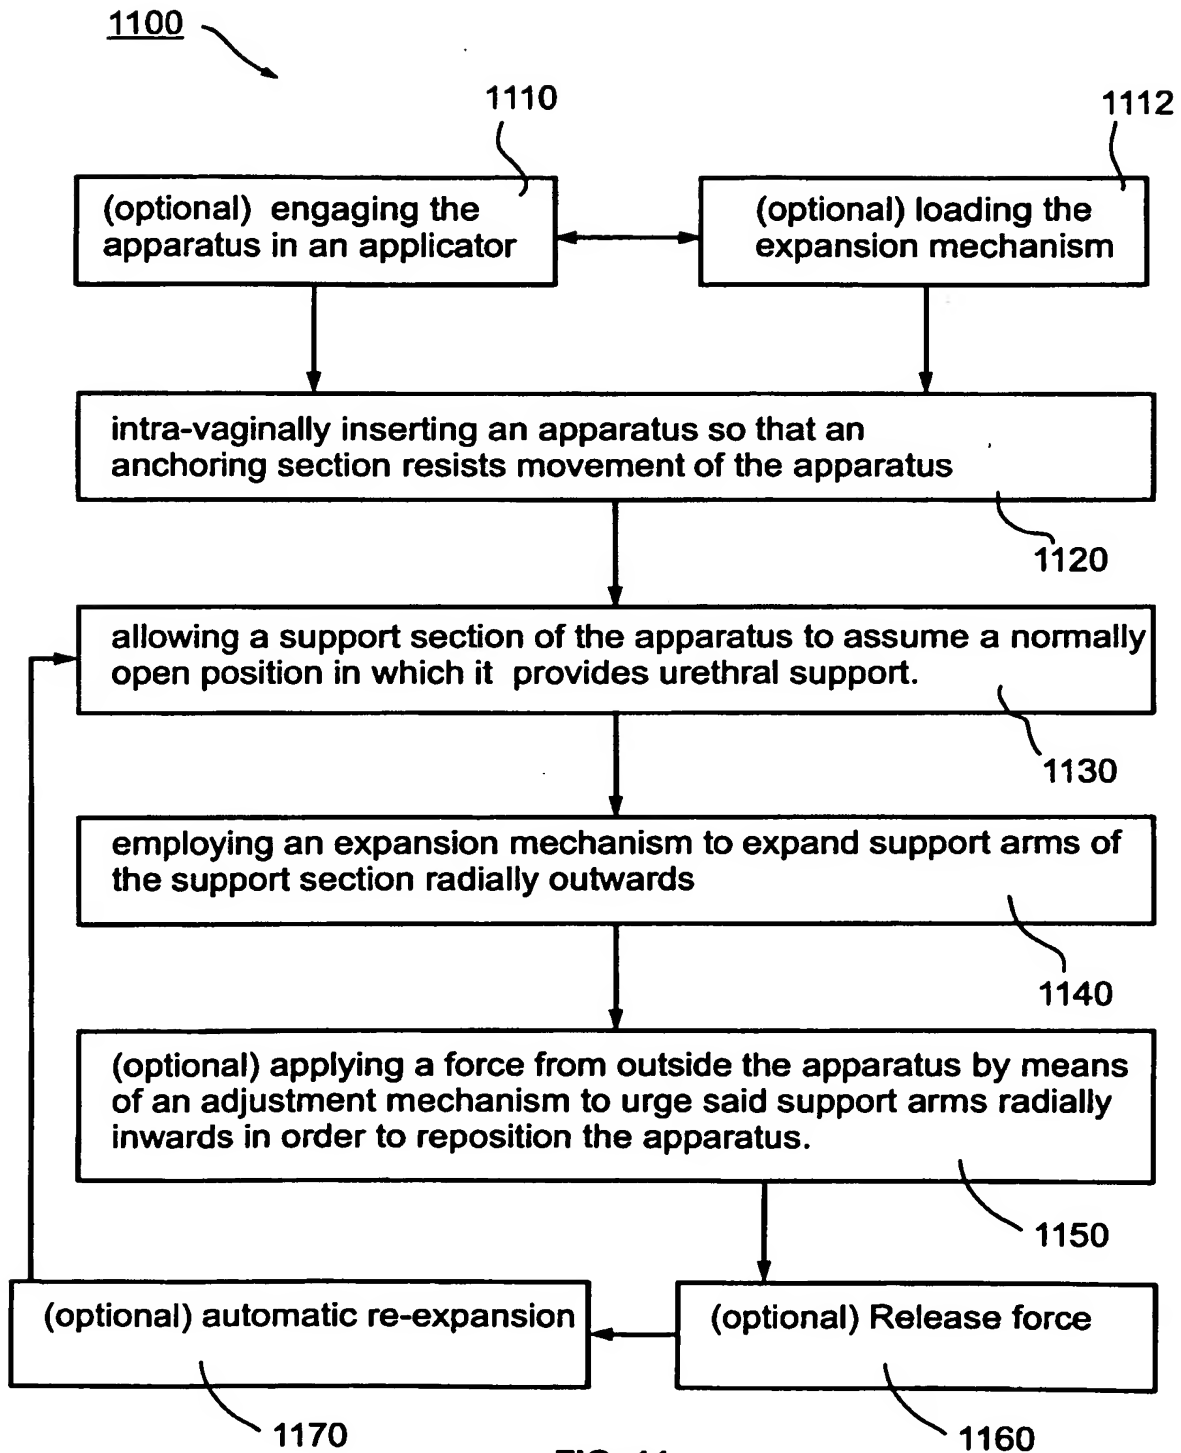 1100
1110
1112
(optional) engaging the
apparatus in an applicator
(optional) loading the
expansion mechanism
intra-vaginally inserting an apparatus so that an
anchoring section resists movement of the apparatus
1120
allowing a support section of the apparatus to assume a normally
open position in which it provides urethral support.
1130
employing an expansion mechanism to expand support arms of
the support section radially outwards
1140
(optional) applying a force from outside the apparatus by means
of an adjustment mechanism to urge said support arms radially
inwards in order to reposition the apparatus.
1150
(optional) automatic re-expansion
(optional) Release force
1170
1160